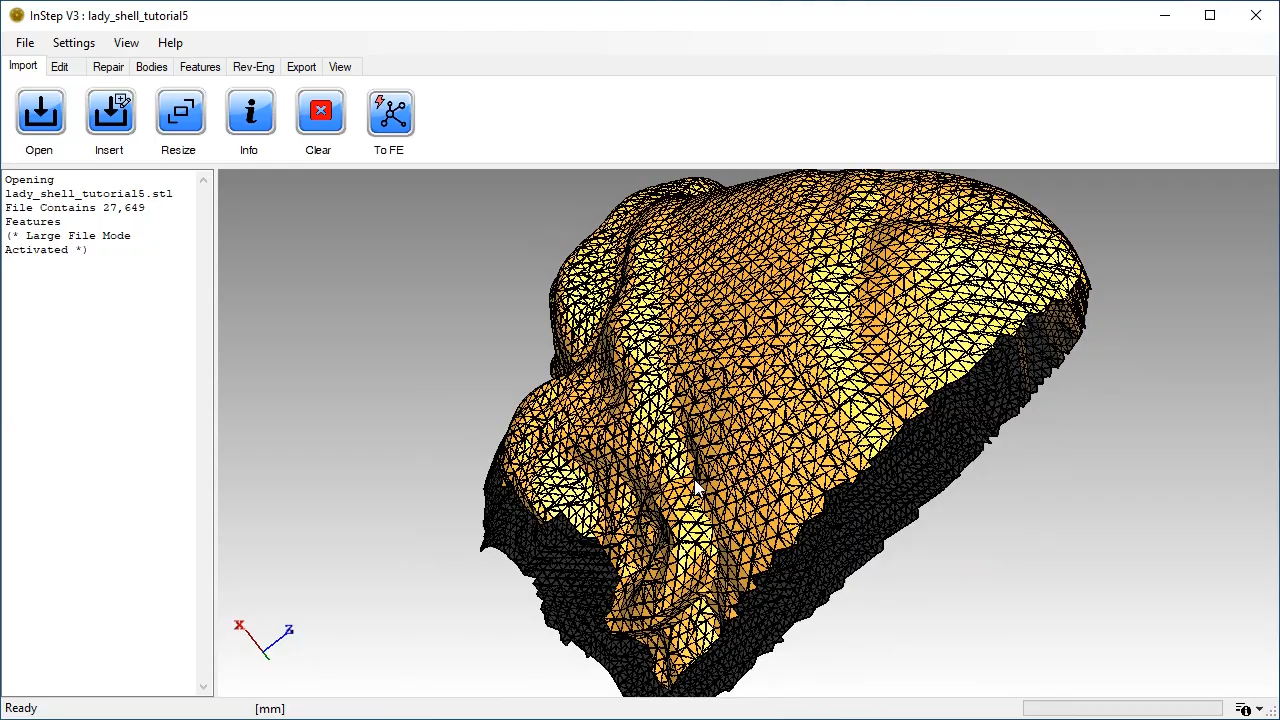 InStep V3 : lady_shell_tutorial5
File Settings View Help
Import Edit Repair Bodies Features Rev-Eng Export View
Open Insert Resize Info Clear To FE
Opening
lady_shell_tutorial5.stl
File Contains 27,649
Features
(* Large File Mode
Activated *)
X
Z
Ready [mm]